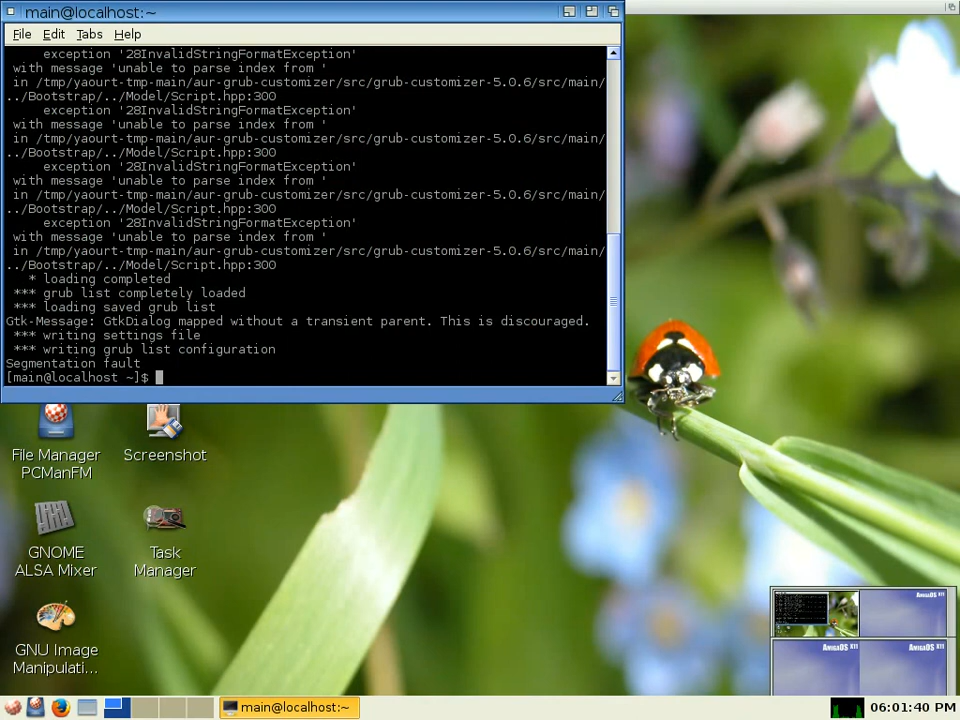 main@localhost:~
File Edit Tabs Help
exception '28InvalidStringFormatException'
with message 'unable to parse index from '
in /tmp/yaourt-tmp-main/aur-grub-customizer/src/grub-customizer-5.0.6/src/main/
../Bootstrap/../Model/Script.hpp:300
exception '28InvalidStringFormatException'
with message 'unable to parse index from '
in /tmp/yaourt-tmp-main/aur-grub-customizer/src/grub-customizer-5.0.6/src/main/
../Bootstrap/../Model/Script.hpp:300
exception '28InvalidStringFormatException'
with message 'unable to parse index from '
in /tmp/yaourt-tmp-main/aur-grub-customizer/src/grub-customizer-5.0.6/src/main/
../Bootstrap/../Model/Script.hpp:300
exception '28InvalidStringFormatException'
with message 'unable to parse index from '
in /tmp/yaourt-tmp-main/aur-grub-customizer/src/grub-customizer-5.0.6/src/main/
../Bootstrap/../Model/Script.hpp:300
* loading completed
*** grub list completely loaded
*** loading saved grub list
Gtk-Message: GtkDialog mapped without a transient parent. This is discouraged.
*** writing settings file
*** writing grub list configuration
Segmentation fault
[main@localhost ~]$
File Manager
PCManFM
Screenshot
GNOME
ALSA Mixer
Task
Manager
GNU Image
Manipulati...
AmigaOS X11
AmigaOS X11
AmigaOS X11
main@localhost:~
06:01:40 PM